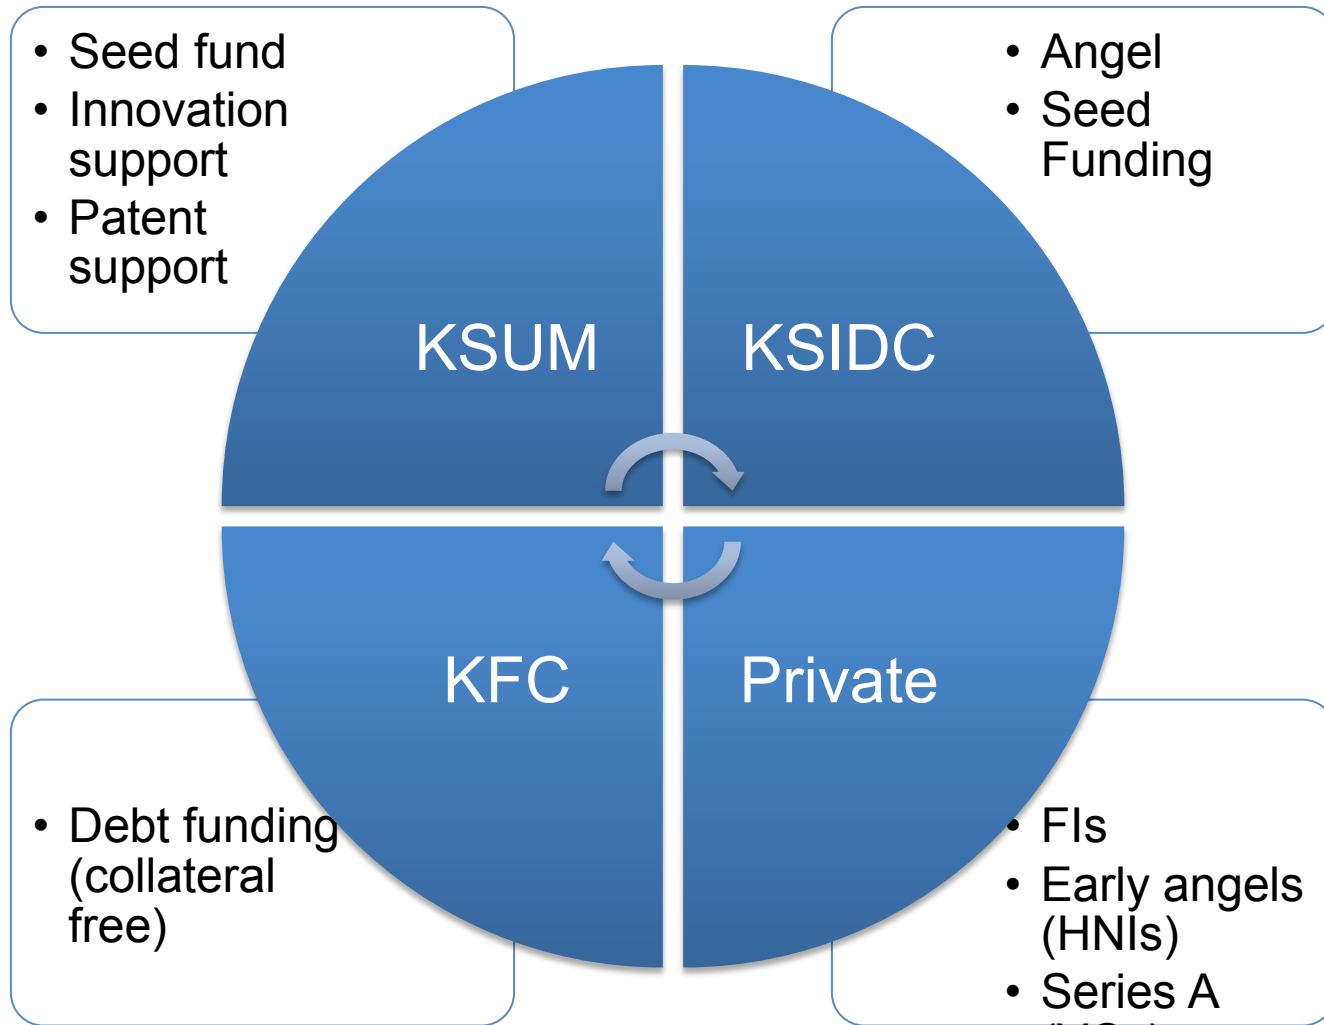 • Seed fund
• Innovation
support
• Patent
support
• Angel
• Seed
Funding
KSUM
KSIDC
KFC
Private
• Debt funding
(collateral
free)
• FIs
• Early angels
(HNIs)
• Series A